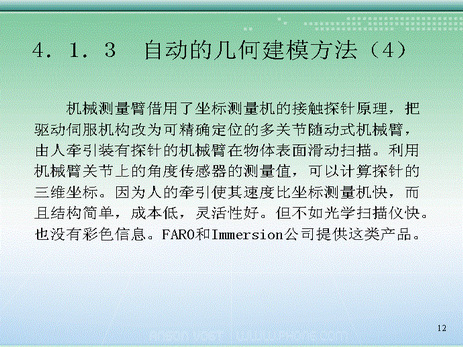 4．1．3　自动的几何建模方法（4）
机械测量臂借用了坐标测量机的接触探针原理，把
驱动伺服机构改为可精确定位的多关节随动式机械臂，
由人牵引装有探针的机械臂在物体表面滑动扫描。利用
机械臂关节上的角度传感器的测量值，可以计算探针的
三维坐标。因为人的牵引使其速度比坐标测量机快，而
且结构简单，成本低，灵活性好。但不如光学扫描仪快。
也没有彩色信息。FARO和Immersion公司提供这类产品。
12